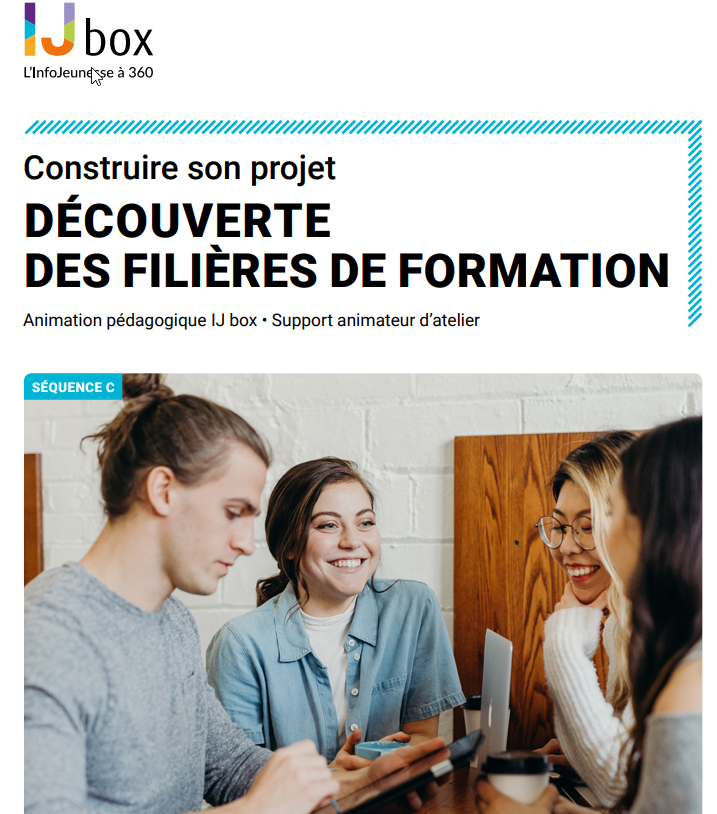 IJ box
L'InfoJeunesse à 360
Construire son projet
DÉCOUVERTE
DES FILIÈRES DE FORMATION
Animation pédagogique IJ box • Support animateur d'atelier
SÉQUENCE C